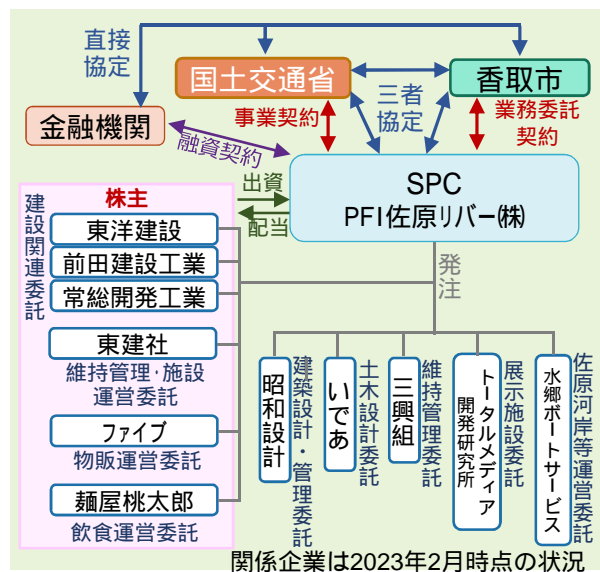 直接
協定
国土交通省
香取市
金融機関
事業契約
三者
協定
業務委託
契約
融資契約
SPC
PFI佐原リバー㈱
出資
配当
株主
建設関連委託
東洋建設
前田建設工業
常総開発工業
東建社
維持管理・施設
運営委託
ファイブ
物販運営委託
麺屋桃太郎
飲食運営委託
発注
昭和設計
建築設計・管理委託
いであ
土木設計委託
三興組
維持管理委託
トータルメディア
開発研究所
展示施設委託
水郷ボートサービス
佐原河岸等運営委託
関係企業は2023年2月時点の状況